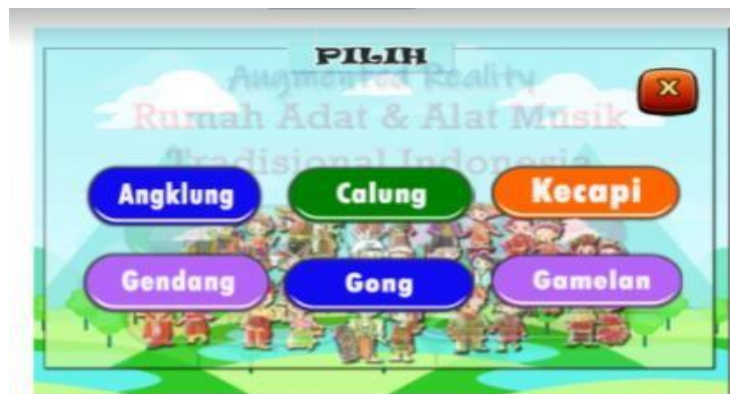 PILIH
Augmented Reality
Rumah Adat & Alat Musik
Tradisional Indonesia
Angklung Calung Kecapi
Gendang Gong Gamelan